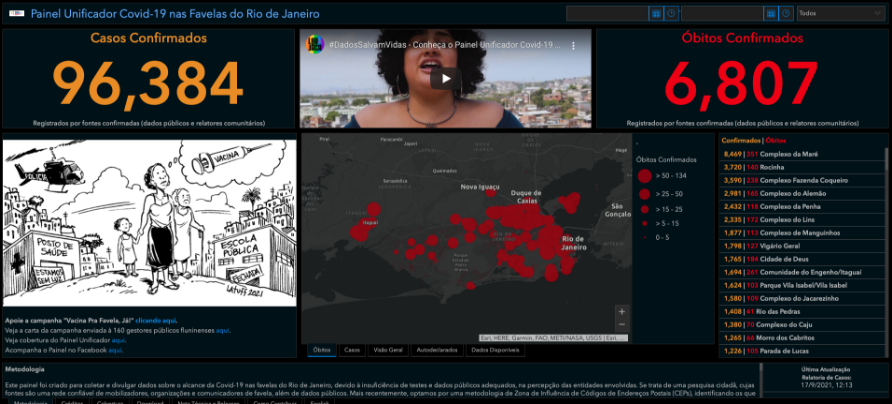 Painel Unificador Covid-19 nas Favelas do Rio de Janeiro
Todos
Casos Confirmados
96,384
Registrados por fontes confirmadas (dados públicos e relatores comunitários)
#DadosSalvamVidas - Conheça o Painel Unificador Covid-19 ...
Óbitos Confirmados
6,807
Registrados por fontes confirmadas (dados públicos e relatores comunitários)
POLÍCIE
VACINA
POSTO DE
SAÚDE
ESTAMOS
SEM LUZ
ESCOLA
PÚBLICA
FECHADA
LATUFF 2021
Apoie a campanha "Vacina Pra Favela, Já!" clicando aqui.
Veja a carta da campanha enviada à 160 gestores públicos fluminenses aqui.
Veja cobertura do Painel Unificador aqui.
Acompanha o Painel no Facebook aqui.
Paracambi
Japeri
Seropédica
Queimados
Nova Iguaçu
Duque de
Caxias
Magé
Itaguaí
São
Gonçalo
Rio de
Janeiro
Esri, HERE, Garmin, FAO, METI/NASA, USGS | Esri, ...
Óbitos
Casos
Visão Geral
Autodeclarados
Dados Disponíveis
Óbitos Confirmados
> 50 - 134
> 25 - 50
> 15 - 25
> 5 - 15
0 - 5
Confirmados | Óbitos
8,469 | 351 Complexo da Maré
3,720 | 140 Rocinha
3,590 | 238 Complexo Fazenda Coqueiro
2,981 | 165 Complexo do Alemão
2,432 | 118 Complexo da Penha
2,335 | 172 Complexo do Lins
1,877 | 113 Complexo de Manguinhos
1,798 | 127 Vigário Geral
1,765 | 184 Cidade de Deus
1,694 | 261 Comunidade do Engenho/Itaguaí
1,624 | 103 Parque Vila Isabel/Vila Isabel
1,580 | 109 Complexo do Jacarezinho
1,408 | 41 Rio das Pedras
1,380 | 70 Complexo do Caju
1,265 | 66 Morro dos Cabritos
1,226 | 105 Parada de Lucas
Metodologia
Este painel foi criado para coletar e divulgar dados sobre o alcance da Covid-19 nas favelas do Rio de Janeiro, devido à insuficiência de testes e dados públicos adequados, na percepção das entidades envolvidas. Se trata de uma pesquisa cidadã, cujas
fontes são uma rede confiável de mobilizadores, organizações e comunicadores de favela, além de dados públicos. Mais recentemente, optamos por uma metodologia de Zona de Influência de Códigos de Endereços Postais (CEPs), identificando os que
Última Atualização
Relatoria de Casos:
17/9/2021, 12:13